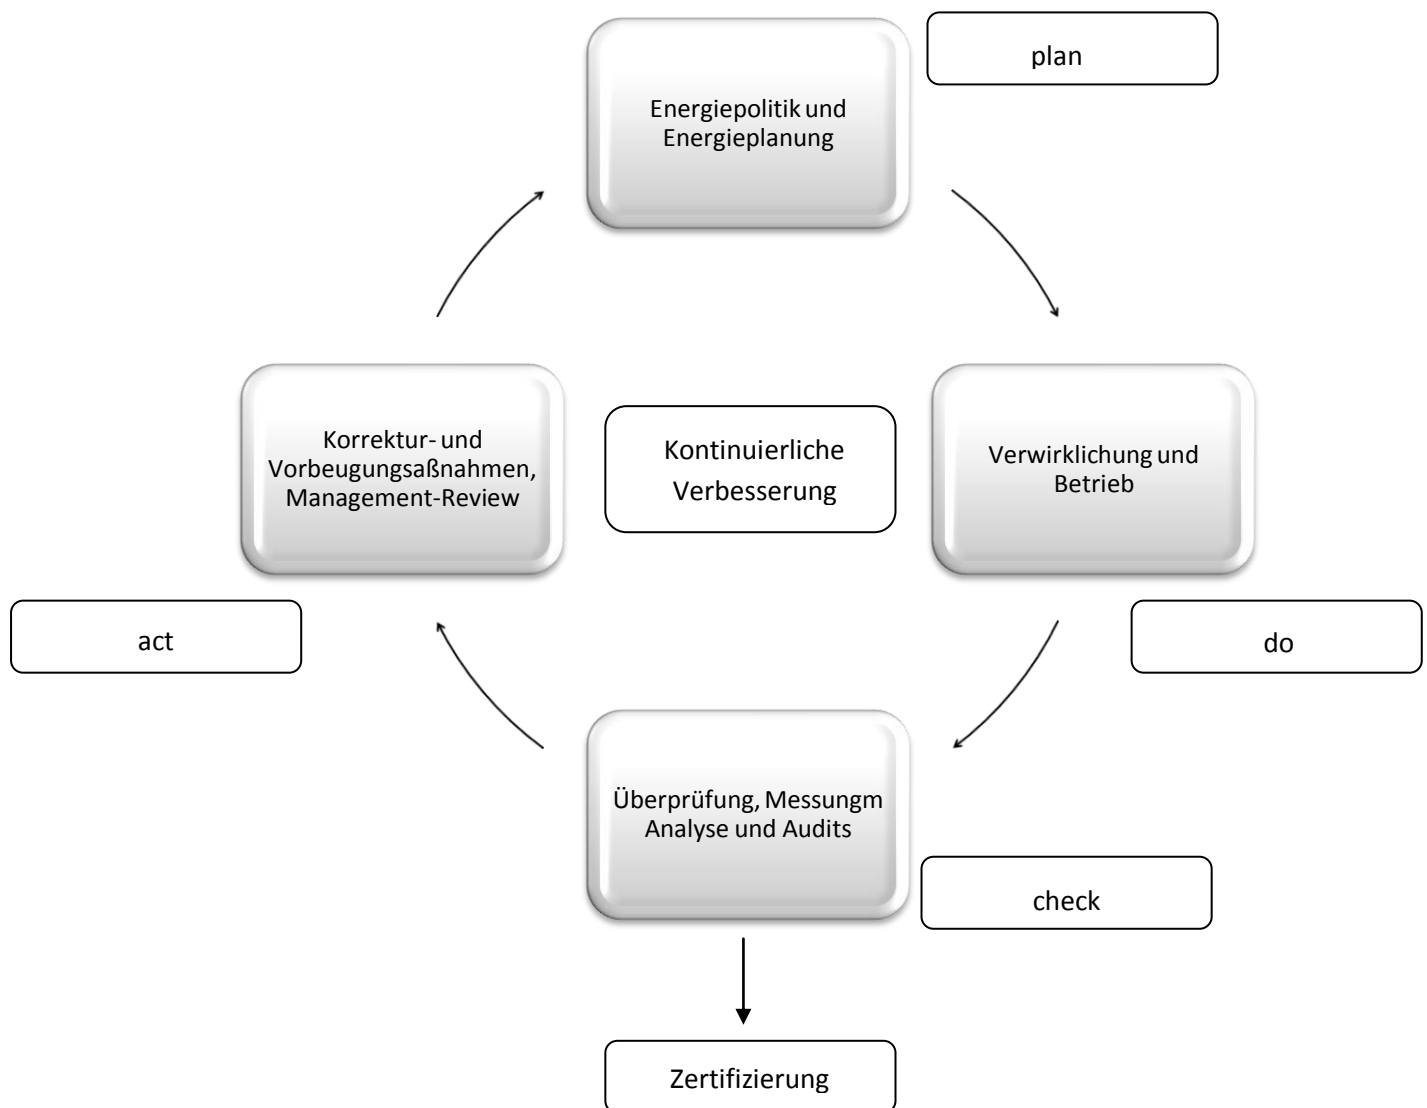 plan
Energiepolitik und
Energieplanung
Korrektur- und
Vorbeugungsaßnahmen,
Management-Review
Kontinuierliche
Verbesserung
Verwirklichung und
Betrieb
act
do
Überprüfung, Messungm
Analyse und Audits
check
Zertifizierung